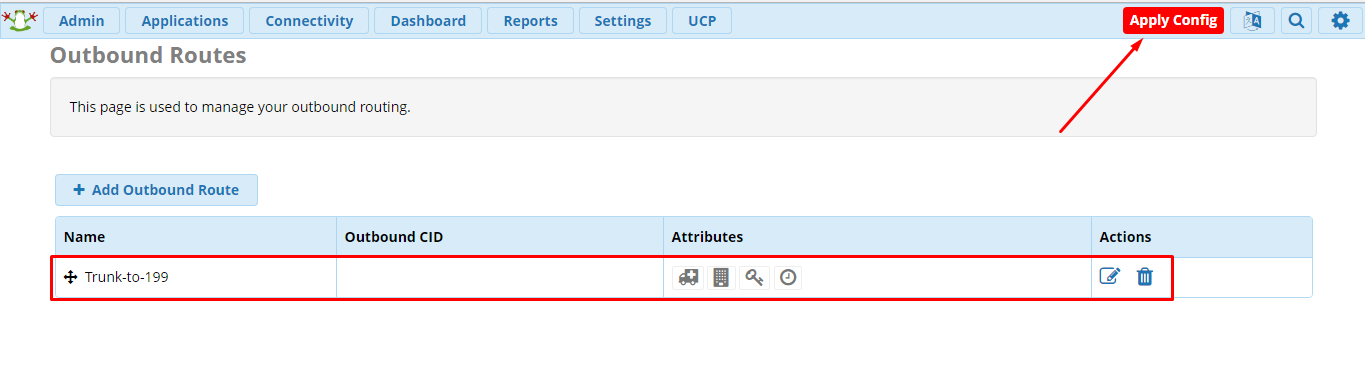 Admin Applications Connectivity Dashboard Reports Settings UCP Apply Config
Outbound Routes
This page is used to manage your outbound routing.
+ Add Outbound Route
Name Outbound CID Attributes Actions
Trunk-to-199